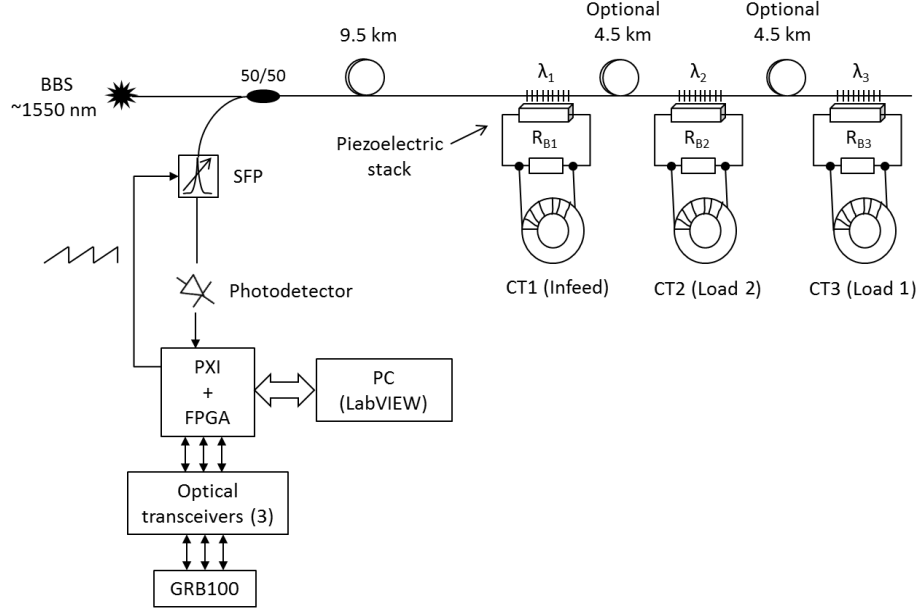 BBS
~1550 nm
50/50
9.5 km
Optional
4.5 km
Optional
4.5 km
λ1
λ2
λ3
Piezoelectric
stack
RB1
RB2
RB3
SFP
CT1 (Infeed)
CT2 (Load 2)
CT3 (Load 1)
Photodetector
PXI
+
FPGA
PC
(LabVIEW)
Optical
transceivers (3)
GRB100